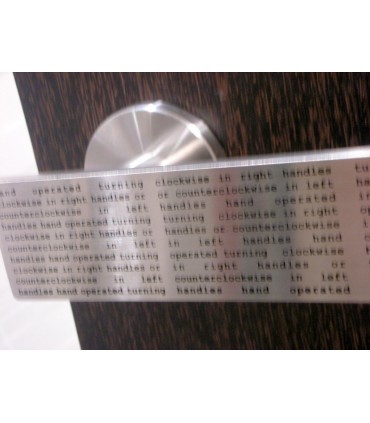 and operated turning clockwise in right handles tu
clockwise in right handles or or counterclockwise in left
counterclockwise in left handles hand operated
handles hand operated turning turning clockwise in right
clockwise in right handles or handles or counterclockwise
counterclockwise in left in left handles hand
handles hand operated turning operated turning clockwise
clockwise in right handles or in right handles or
counterclockwise in left counterclockwise in left
handles hand operated turning handles hand operated